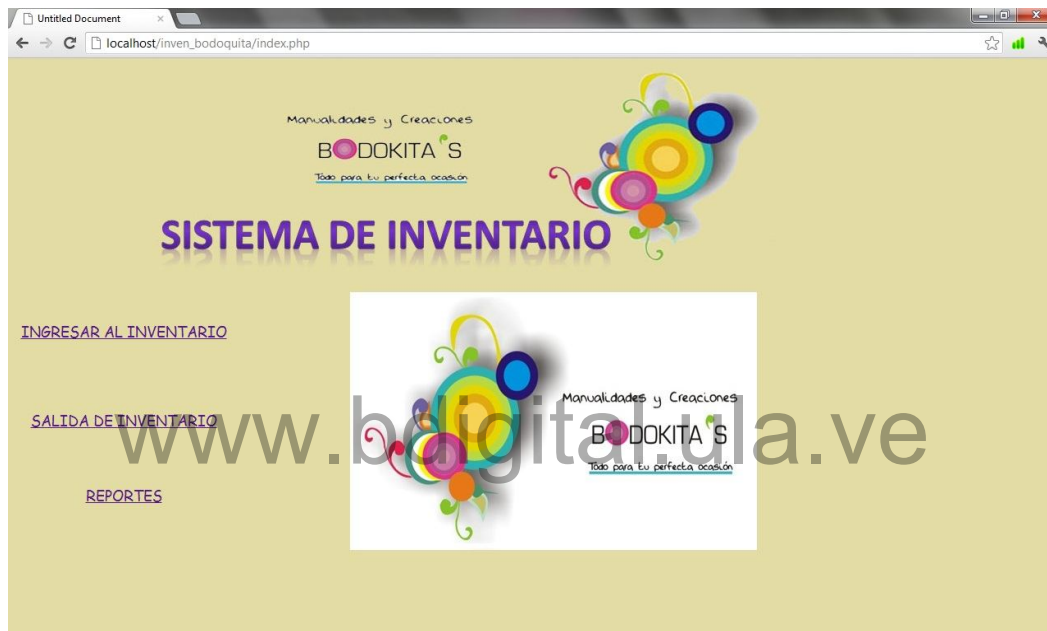 Untitled Document
localhost/inven_bodoquita/index.php
Manualidades y Creaciones
BODOKITA'S
Todo para tu perfecta ocasión
SISTEMA DE INVENTARIO
INGRESAR AL INVENTARIO
SALIDA DE INVENTARIO
REPORTES
Manualidades y Creaciones
BODOKITA'S
Todo para tu perfecta ocasión
www.bdigital.ula.ve